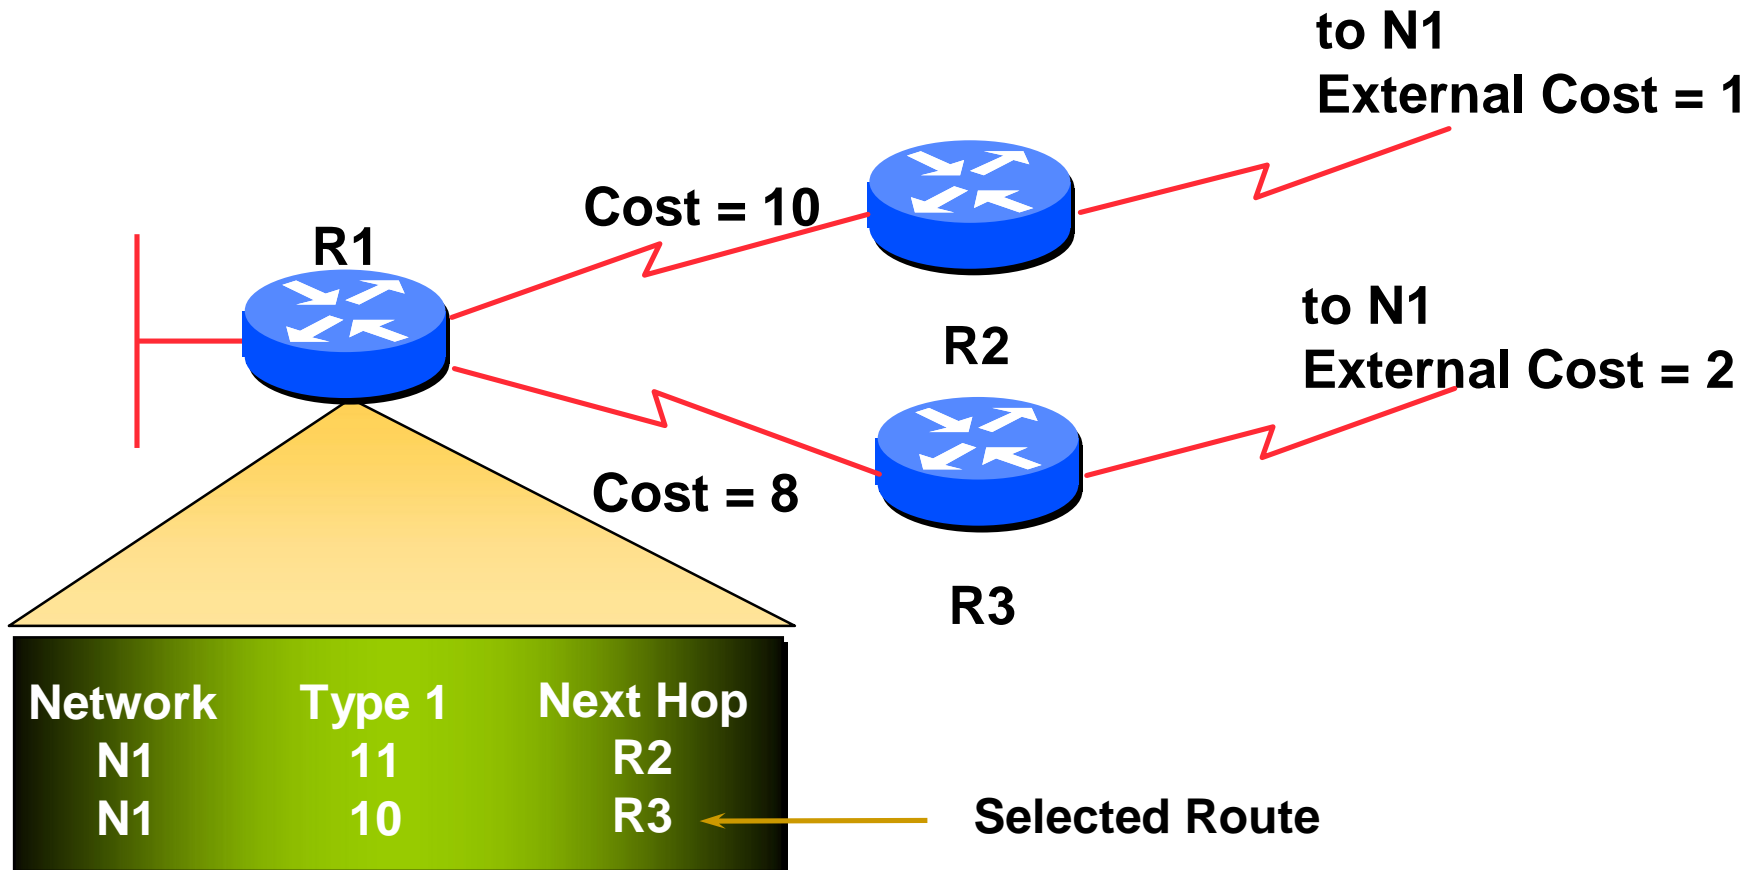 to N1
External Cost = 1
Cost = 10
R1
to N1
External Cost = 2
R2
Cost = 8
R3
Network Type 1 Next Hop
N1 11 R2
N1 10 R3
Selected Route